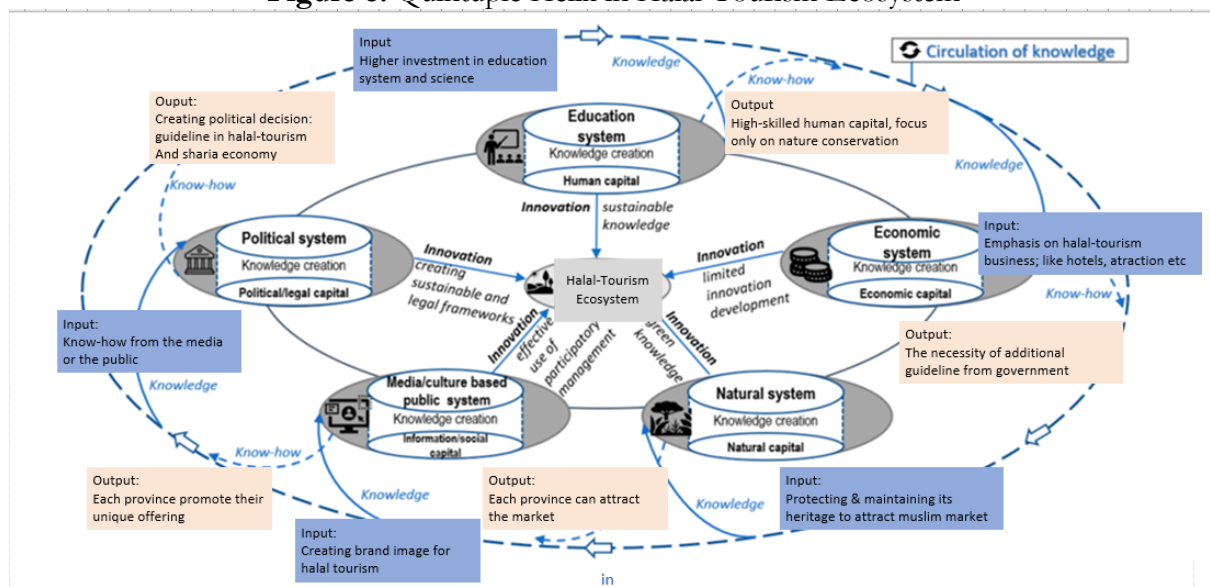 Figure 3. Quintuple Helix in Halal Tourism Ecosystem
Input
Higher investment in education
system and science
Knowledge
Circulation of knowledge
Know-how
Ouput:
Creating political decision:
guideline in halal-tourism
And sharia economy
Output
High-skilled human capital, focus
only on nature conservation
Education
system
Knowledge creation
Human capital
Knowledge
Know-how
Innovation
sustainable
knowledge
Political system
Knowledge creation
Political/legal capital
Innovation
creating
sustainable and
legal frameworks
Halal-Tourism
Ecosystem
Innovation
limited
innovation
development
Economic
system
Knowledge creation
Economic capital
Input:
Emphasis on halal-tourism
business; like hotels, atraction etc
Know-how
Input:
Know-how from the media
or the public
Knowledge
Innovation
effective
use of
participatory
management
Innovation
green
knowledge
Output:
The necessity of additional
guideline from government
Media/culture based
public system
Knowledge creation
Information/social
capital
Natural system
Knowledge creation
Natural capital
Know-how
Output:
Each province promote their
unique offering
Knowledge
Output:
Each province can attract
the market
Knowledge
Input:
Protecting & maintaining its
heritage to attract muslim market
Input:
Creating brand image for
halal tourism
in